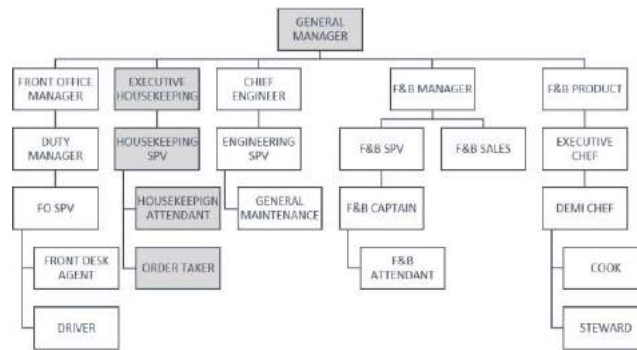 GENERAL
MANAGER
FRONT OFFICE
MANAGER
EXECUTIVE
HOUSEKEEPING
CHIEF
ENGINEER
F&B MANAGER
F&B PRODUCT
DUTY
MANAGER
HOUSEKEEPING
SPV
ENGINEERING
SPV
F&B SPV
F&B SALES
EXECUTIVE
CHEF
FO SPV
HOUSEKEEPIGN
ATTENDANT
GENERAL
MAINTENANCE
F&B CAPTAIN
DEMI CHEF
FRONT DESK
AGENT
ORDER TAKER
F&B
ATTENDANT
COOK
DRIVER
STEWARD